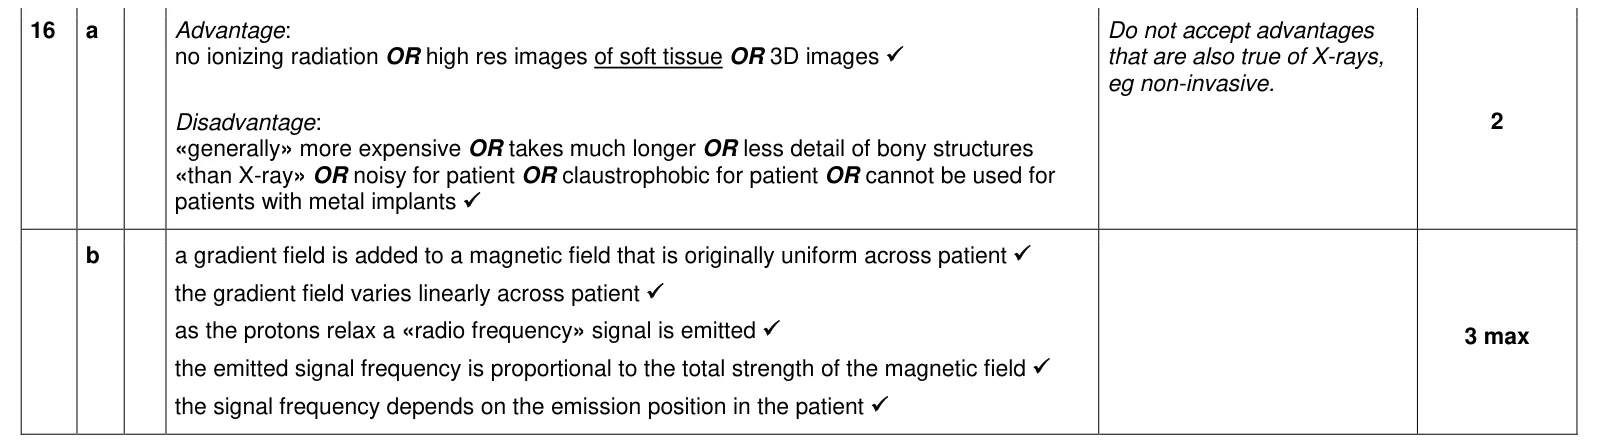 16 a Advantage: Do not accept advantages
no ionizing radiation OR high res images of soft tissue OR 3D images ✓ that are also true of X-rays,
eg non-invasive.
Disadvantage: 2
«generally» more expensive OR takes much longer OR less detail of bony structures
«than X-ray» OR noisy for patient OR claustrophobic for patient OR cannot be used for
patients with metal implants ✓
b a gradient field is added to a magnetic field that is originally uniform across patient ✓
the gradient field varies linearly across patient ✓
as the protons relax a «radio frequency» signal is emitted ✓ 3 max
the emitted signal frequency is proportional to the total strength of the magnetic field ✓
the signal frequency depends on the emission position in the patient ✓